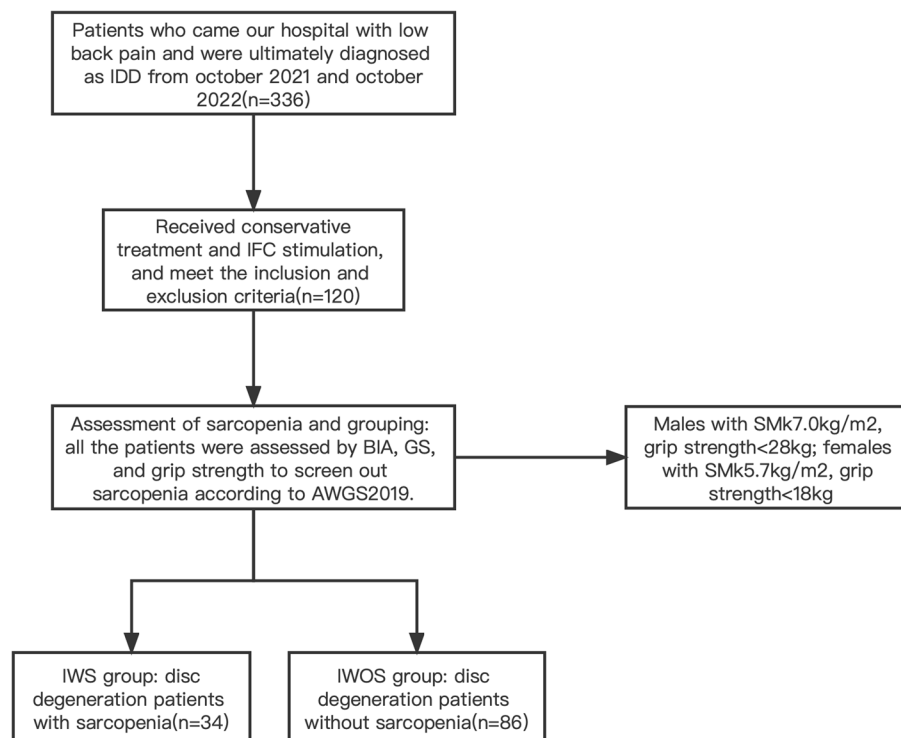 Patients who came our hospital with low
back pain and were ultimately diagnosed
as IDD from october 2021 and october
2022(n=336)
Received conservative
treatment and IFC stimulation,
and meet the inclusion and
exclusion criteria(n=120)
Assessment of sarcopenia and grouping:
all the patients were assessed by BIA, GS,
and grip strength to screen out
sarcopenia according to AWGS2019.
Males with SMk7.0kg/m2,
grip strength<28kg; females
with SMk5.7kg/m2, grip
strength<18kg
IWS group: disc
degeneration patients
with sarcopenia(n=34)
IWOS group: disc
degeneration patients
without sarcopenia(n=86)